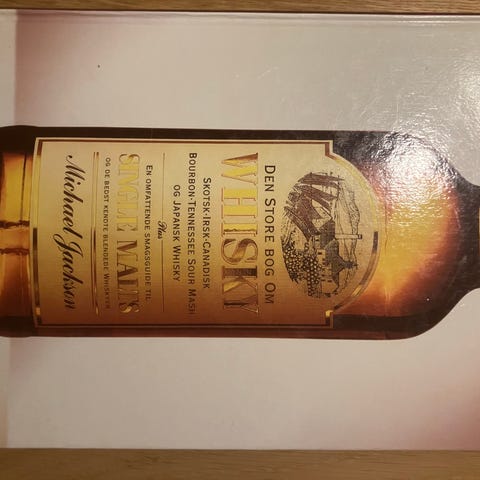 DEN STORE BOG OM
WHISKY
SKOTSK·IRSK·CANADISK
BOURBON·TENNESSEE SOUR MASH
OG JAPANSK WHISKY
Plus
EN OMFATTENDE SMAGSGUIDE TIL
SINGLE MALTS
OG DE BEDST KENDTE BLENDEDE WHISKYER
Michael Jackson